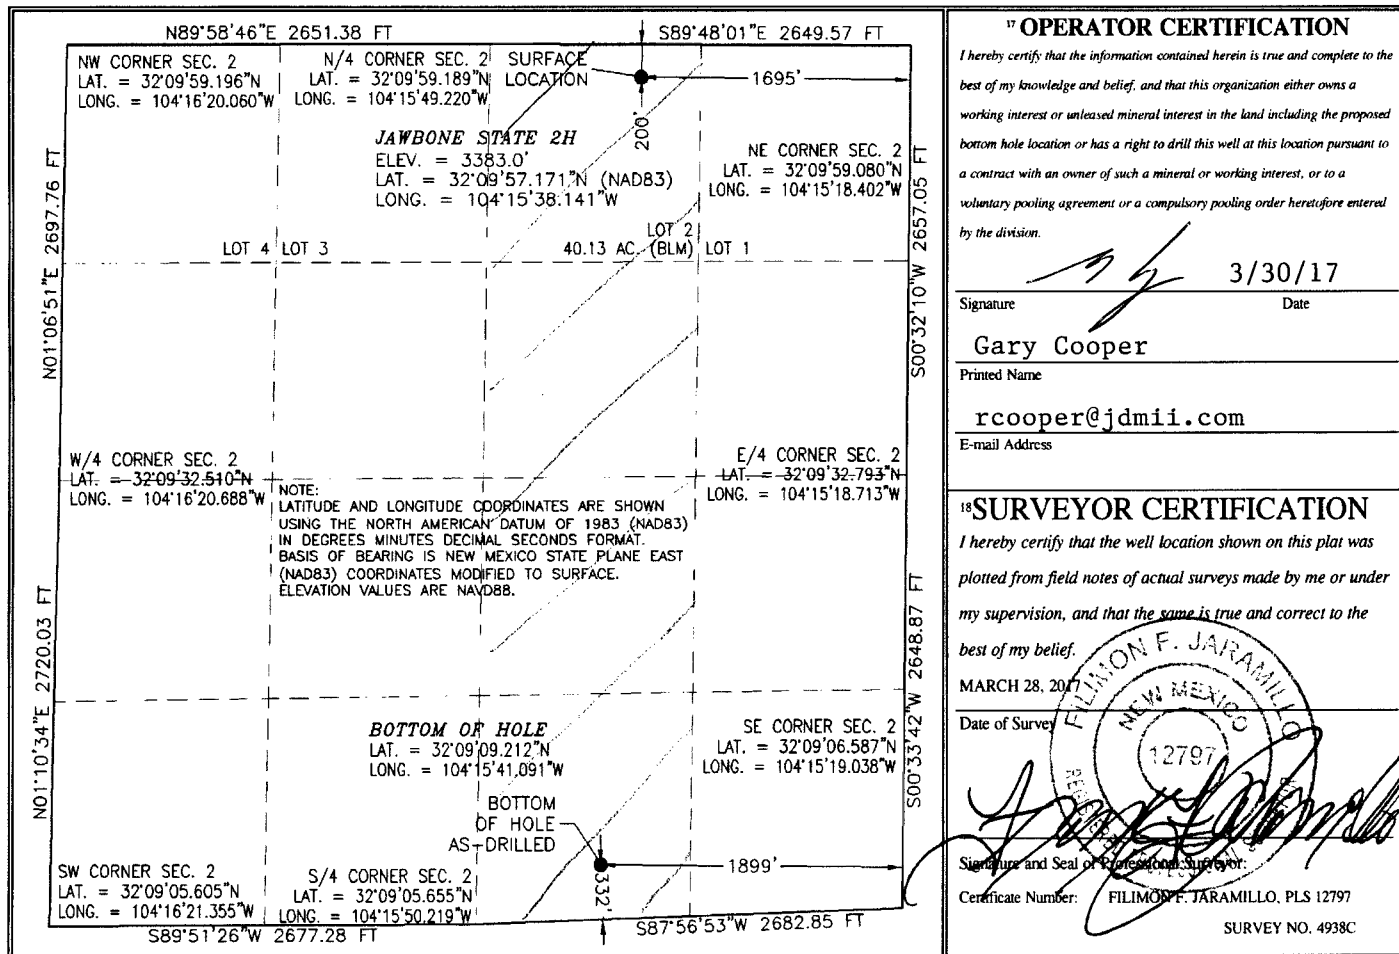 N89°58'46"E 2651.38 FT
S89°48'01"E 2649.57 FT
NW CORNER SEC. 2
LAT. = 32°09'59.196"N
LONG. = 104°16'20.060"W
N/4 CORNER SEC. 2
LAT. = 32°09'59.189"N
LONG. = 104°15'49.220"W
SURFACE
LOCATION
1695'
200'
JAWBONE STATE 2H
ELEV. = 3383.0'
LAT. = 32°09'57.171"N (NAD83)
LONG. = 104°15'38.141"W
NE CORNER SEC. 2
LAT. = 32°09'59.080"N
LONG. = 104°15'18.402"W
N01°06'51"E 2697.76 FT
S00°32'10"W 2657.05 FT
LOT 4
LOT 3
LOT 2
40.13 AC. (BLM)
LOT 1
W/4 CORNER SEC. 2
LAT. = 32°09'32.510"N
LONG. = 104°16'20.688"W
E/4 CORNER SEC. 2
LAT. = 32°09'32.793"N
LONG. = 104°15'18.713"W
NOTE:
LATITUDE AND LONGITUDE COORDINATES ARE SHOWN
USING THE NORTH AMERICAN DATUM OF 1983 (NAD83)
IN DEGREES MINUTES DECIMAL SECONDS FORMAT.
BASIS OF BEARING IS NEW MEXICO STATE PLANE EAST
(NAD83) COORDINATES MODIFIED TO SURFACE.
ELEVATION VALUES ARE NAVD88.
N01°10'34"E 2720.03 FT
S00°33'42"W 2648.87 FT
BOTTOM OF HOLE
LAT. = 32°09'09.212"N
LONG. = 104°15'41.091"W
SE CORNER SEC. 2
LAT. = 32°09'06.587"N
LONG. = 104°15'19.038"W
BOTTOM
OF HOLE
AS-DRILLED
1899'
332'
SW CORNER SEC. 2
LAT. = 32°09'05.605"N
LONG. = 104°16'21.355"W
S/4 CORNER SEC. 2
LAT. = 32°09'05.655"N
LONG. = 104°15'50.219"W
S89°51'26"W 2677.28 FT
S87°56'53"W 2682.85 FT
17 OPERATOR CERTIFICATION
I hereby certify that the information contained herein is true and complete to the
best of my knowledge and belief, and that this organization either owns a
working interest or unleased mineral interest in the land including the proposed
bottom hole location or has a right to drill this well at this location pursuant to
a contract with an owner of such a mineral or working interest, or to a
voluntary pooling agreement or a compulsory pooling order heretofore entered
by the division.
3/30/17
Signature Date
Gary Cooper
Printed Name
rcooper@jdmii.com
E-mail Address
18 SURVEYOR CERTIFICATION
I hereby certify that the well location shown on this plat was
plotted from field notes of actual surveys made by me or under
my supervision, and that the same is true and correct to the
best of my belief.
MARCH 28, 2017
Date of Survey
FILIMON F. JARAMILLO
NEW MEXICO
12797
Signature and Seal of Professional Surveyor:
Certificate Number: FILIMON F. JARAMILLO, PLS 12797
SURVEY NO. 4938C